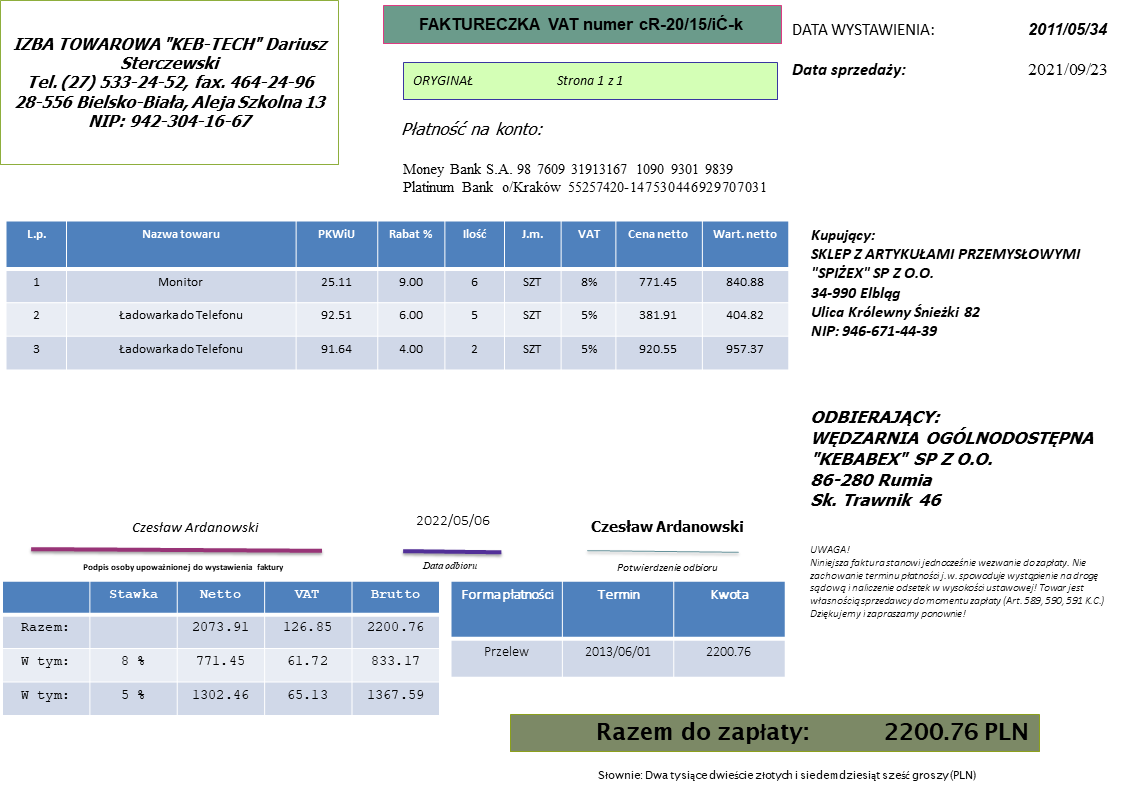 IZBA TOWAROWA "KEB-TECH" Dariusz
Sterczewski
Tel. (27) 533-24-52, fax. 464-24-96
28-556 Bielsko-Biała, Aleja Szkolna 13
NIP: 942-304-16-67
FAKTURECZKA VAT numer cR-20/15/iĆ-k
ORYGINAŁ Strona 1 z 1
DATA WYSTAWIENIA: 2011/05/34
Data sprzedaży: 2021/09/23
Płatność na konto:
Money Bank S.A. 98 7609 31913167 1090 9301 9839
Platinum Bank o/Kraków 55257420-147530446929707031
L.p. Nazwa towaru PKWiU Rabat % Ilość J.m. VAT Cena netto Wart. netto
1 Monitor 25.11 9.00 6 SZT 8% 771.45 840.88
2 Ładowarka do Telefonu 92.51 6.00 5 SZT 5% 381.91 404.82
3 Ładowarka do Telefonu 91.64 4.00 2 SZT 5% 920.55 957.37
Kupujący:
SKLEP Z ARTYKUŁAMI PRZEMYSŁOWYMI
"SPIŻEX" SP Z O.O.
34-990 Elbląg
Ulica Królewny Śnieżki 82
NIP: 946-671-44-39
ODBIERAJĄCY:
WĘDZARNIA OGÓLNODOSTĘPNA
"KEBABEX" SP Z O.O.
86-280 Rumia
Sk. Trawnik 46
Czesław Ardanowski
Podpis osoby upoważnionej do wystawienia faktury
2022/05/06
Data odbioru
Czesław Ardanowski
Potwierdzenie odbioru
UWAGA!
Niniejsza faktura stanowi jednocześnie wezwanie do zapłaty. Nie
zachowanie terminu płatności j.w. spowoduje wystąpienie na drogę
sądową i naliczenie odsetek w wysokości ustawowej! Towar jest
własnością sprzedawcy do momentu zapłaty (Art. 589, 590, 591 K.C.)
Dziękujemy i zapraszamy ponownie!
Stawka Netto VAT Brutto
Razem: 2073.91 126.85 2200.76
W tym: 8 % 771.45 61.72 833.17
W tym: 5 % 1302.46 65.13 1367.59
Forma płatności Termin Kwota
Przelew 2013/06/01 2200.76
Razem do zapłaty: 2200.76 PLN
Słownie: Dwa tysiące dwieście złotych i siedemdziesiąt sześć groszy (PLN)